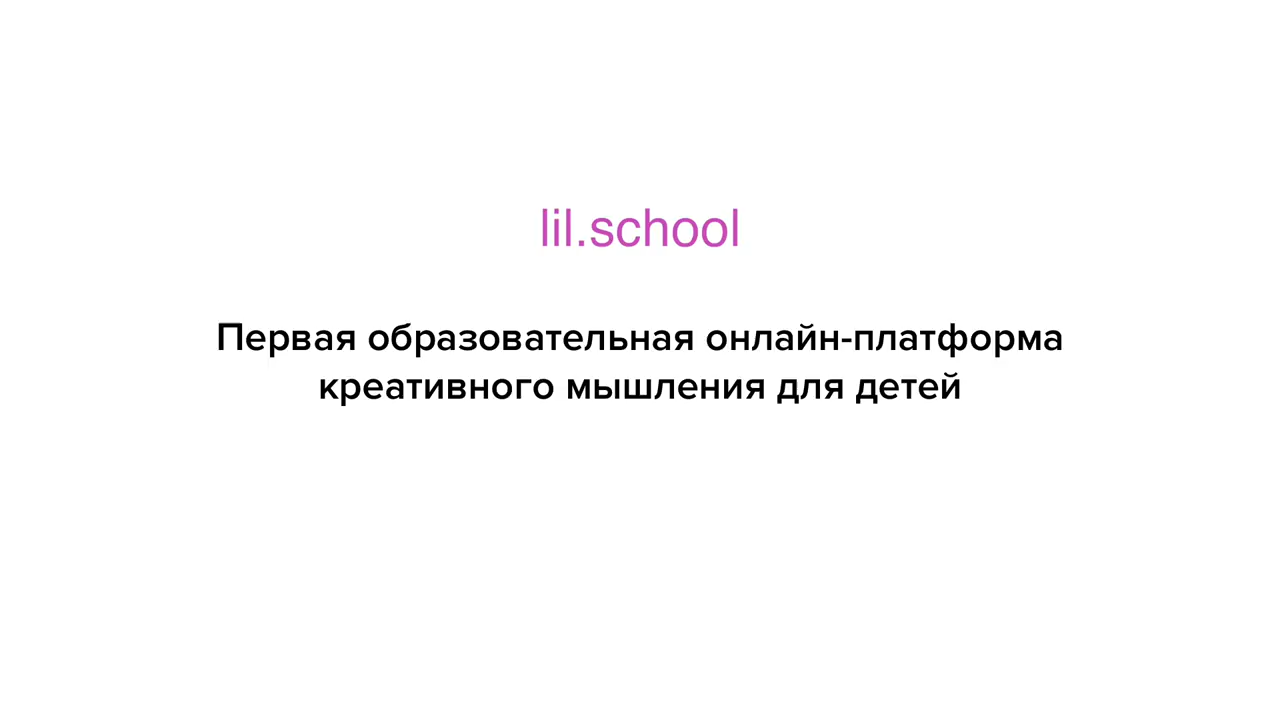 lil.school
Первая образовательная онлайн-платформа
креативного мышления для детей